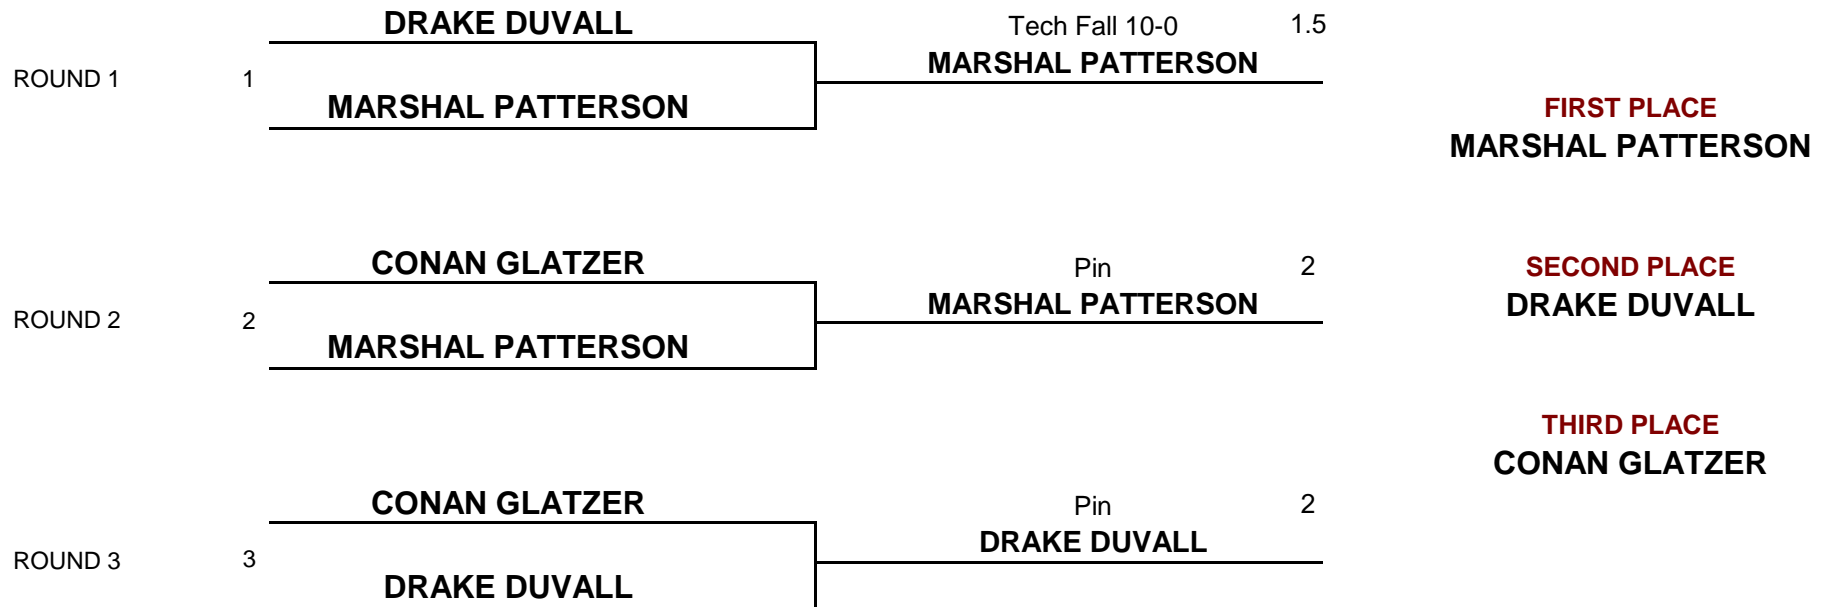 DRAKE DUVALL
Tech Fall 10-0 1.5
MARSHAL PATTERSON
ROUND 1 1
MARSHAL PATTERSON
FIRST PLACE
MARSHAL PATTERSON
CONAN GLATZER
Pin 2
MARSHAL PATTERSON
SECOND PLACE
DRAKE DUVALL
ROUND 2 2
MARSHAL PATTERSON
THIRD PLACE
CONAN GLATZER
CONAN GLATZER
Pin 2
DRAKE DUVALL
ROUND 3 3
DRAKE DUVALL